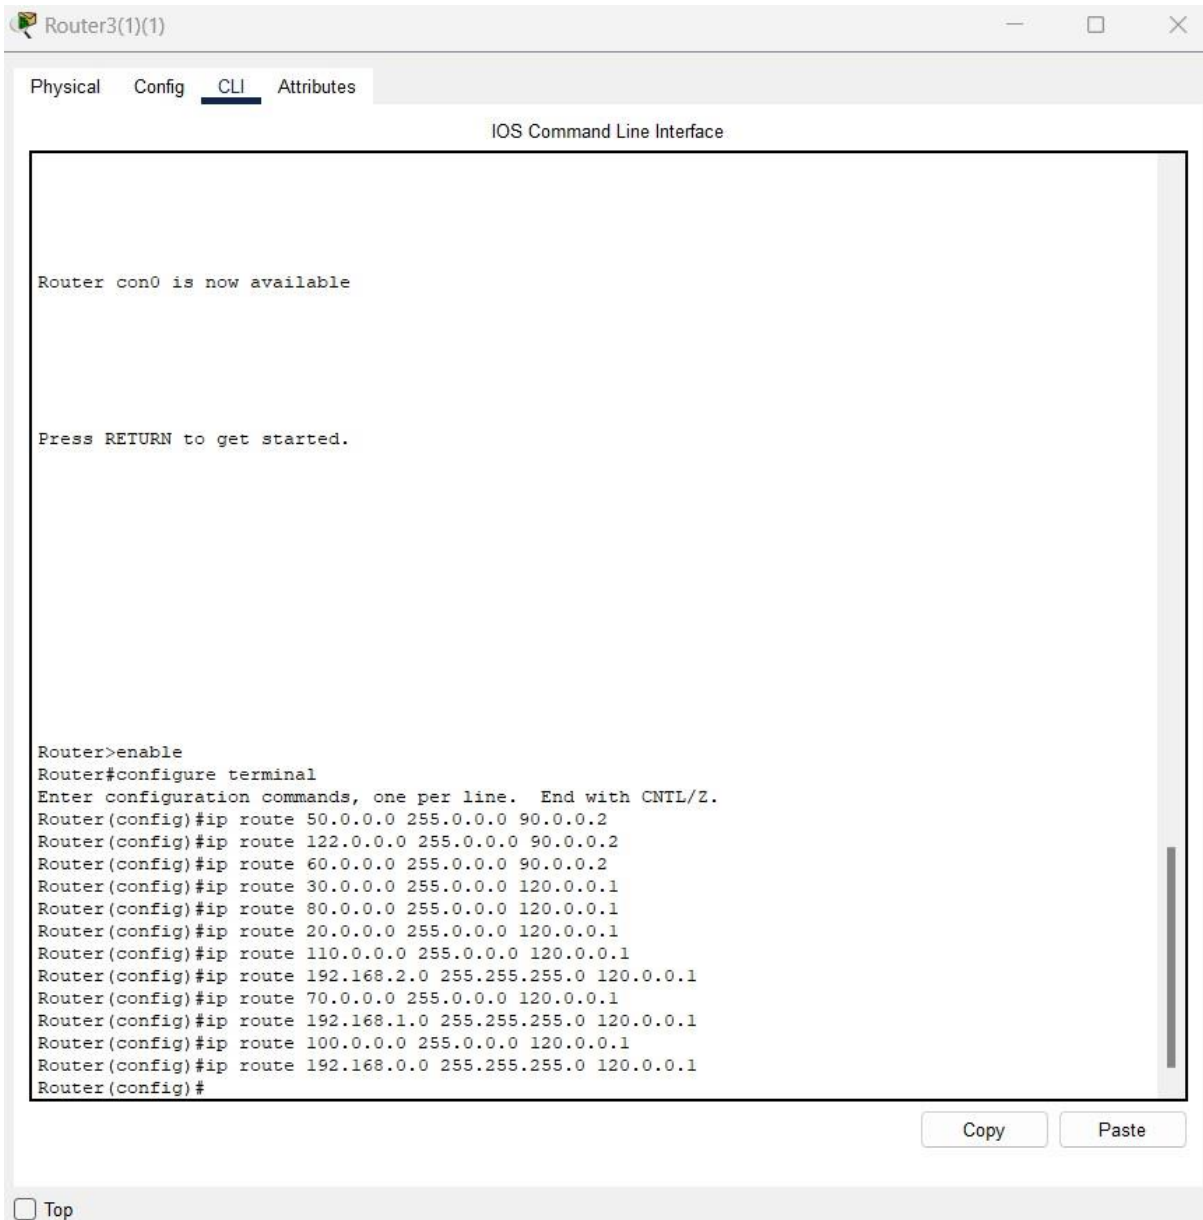 Router3(1)(1)
Physical Config CLI Attributes
IOS Command Line Interface
Router con0 is now available
Press RETURN to get started.
Router>enable
Router#configure terminal
Enter configuration commands, one per line.  End with CNTL/Z.
Router(config)#ip route 50.0.0.0 255.0.0.0 90.0.0.2
Router(config)#ip route 122.0.0.0 255.0.0.0 90.0.0.2
Router(config)#ip route 60.0.0.0 255.0.0.0 90.0.0.2
Router(config)#ip route 30.0.0.0 255.0.0.0 120.0.0.1
Router(config)#ip route 80.0.0.0 255.0.0.0 120.0.0.1
Router(config)#ip route 20.0.0.0 255.0.0.0 120.0.0.1
Router(config)#ip route 110.0.0.0 255.0.0.0 120.0.0.1
Router(config)#ip route 192.168.2.0 255.255.255.0 120.0.0.1
Router(config)#ip route 70.0.0.0 255.0.0.0 120.0.0.1
Router(config)#ip route 192.168.1.0 255.255.255.0 120.0.0.1
Router(config)#ip route 100.0.0.0 255.0.0.0 120.0.0.1
Router(config)#ip route 192.168.0.0 255.255.255.0 120.0.0.1
Router(config)#
Copy Paste
Top